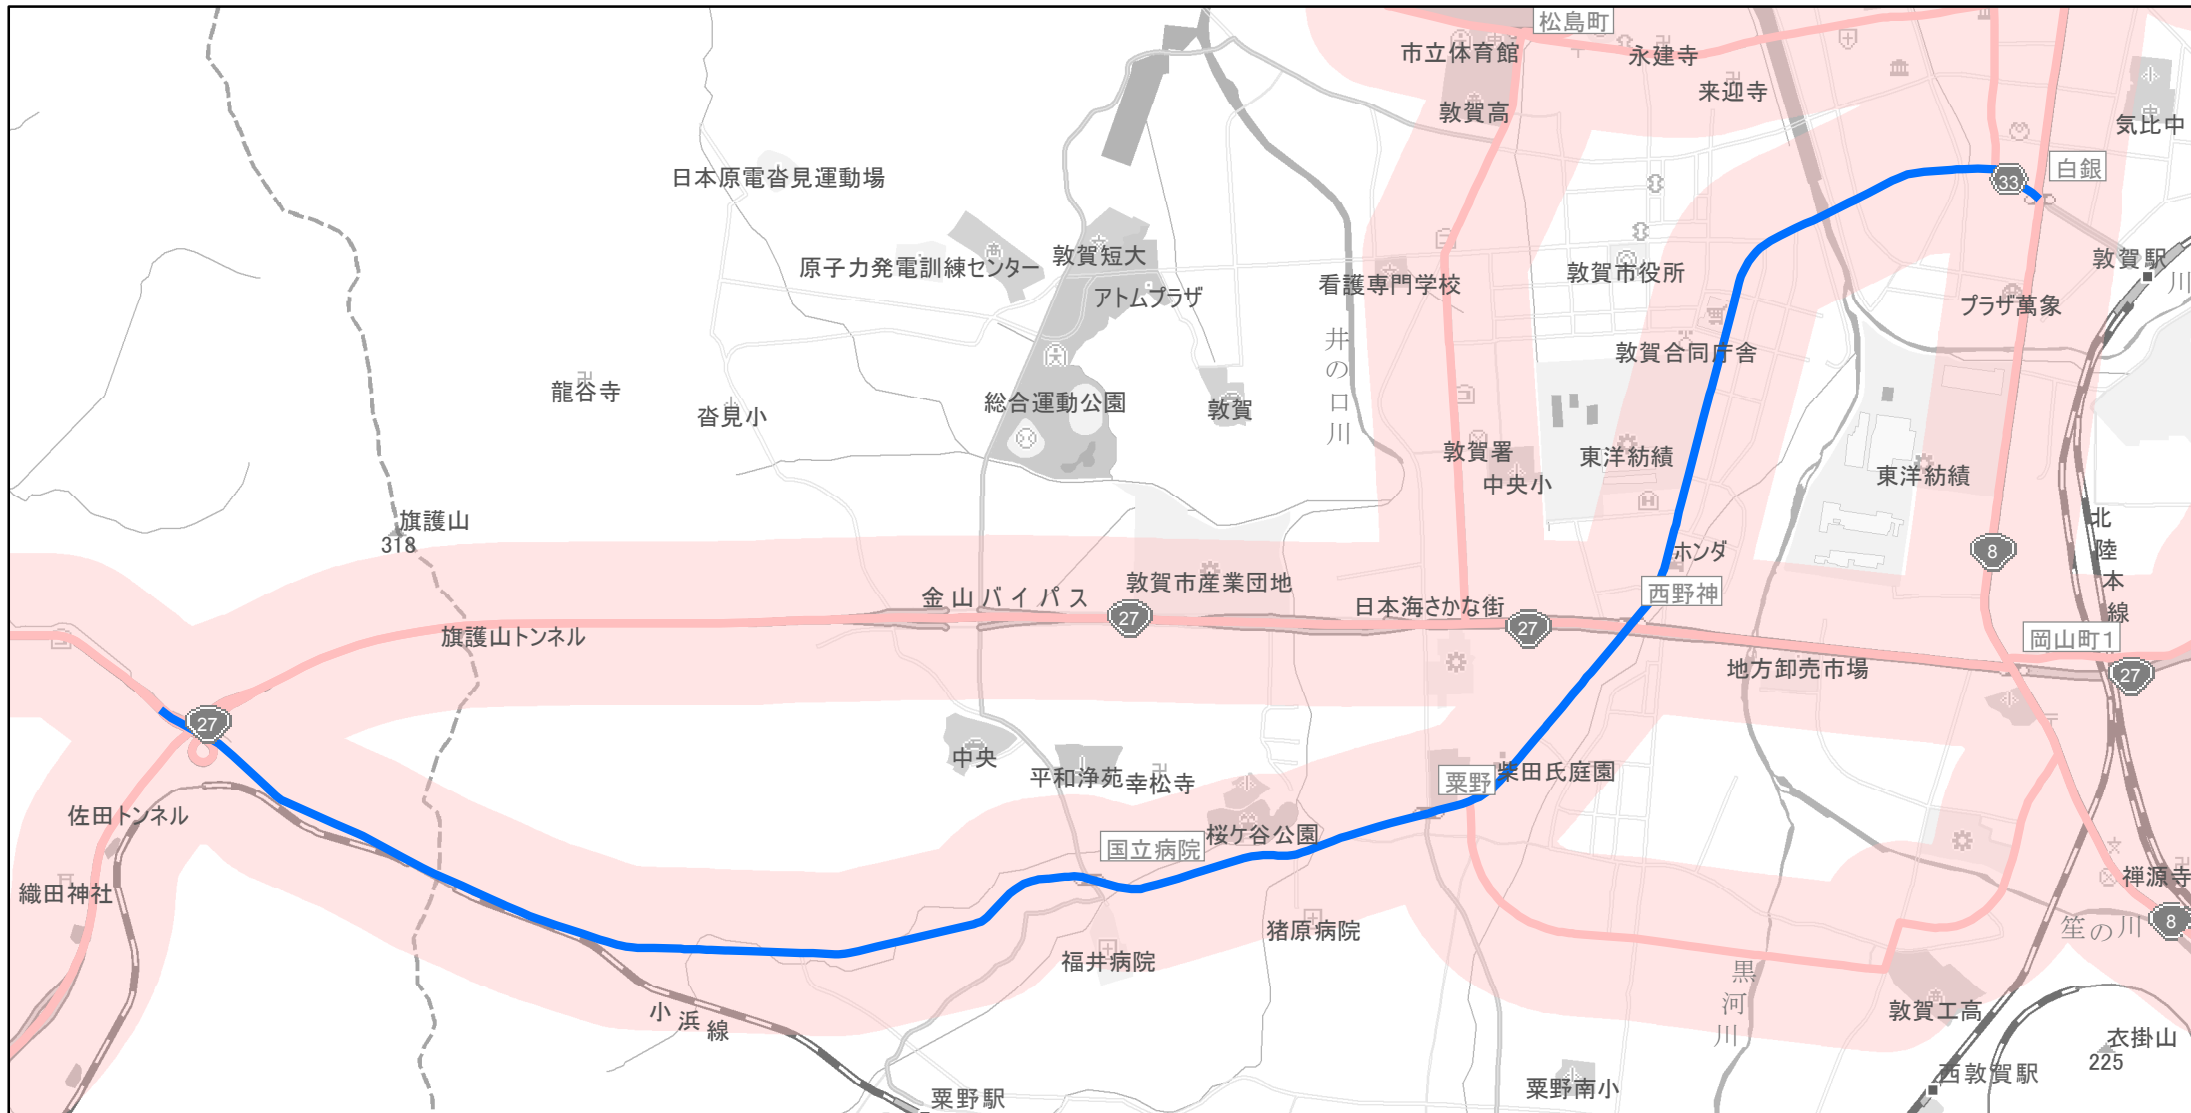 松島町
市立体育館
永建寺
来迎寺
敦賀高
気比中
白銀
33
日本原電沓見運動場
敦賀短大
原子力発電訓練センター
アトムプラザ
看護専門学校
敦賀市役所
敦賀駅
川
プラザ萬象
井の口川
敦賀合同庁舎
龍谷寺
沓見小
総合運動公園
敦賀
敦賀署
中央小
東洋紡績
東洋紡績
旗護山
318
北陸本線
8
ホンダ
西野神
金山バイパス
敦賀市産業団地
27
日本海さかな街
27
旗護山トンネル
岡山町1
地方卸売市場
27
27
中央
平和浄苑
幸松寺
粟野
柴田氏庭園
佐田トンネル
国立病院
桜ケ谷公園
織田神社
禅源寺
8
笙の川
猪原病院
福井病院
黒河川
小浜線
敦賀工高
衣掛山
225
西敦賀駅
粟野南小
粟野駅